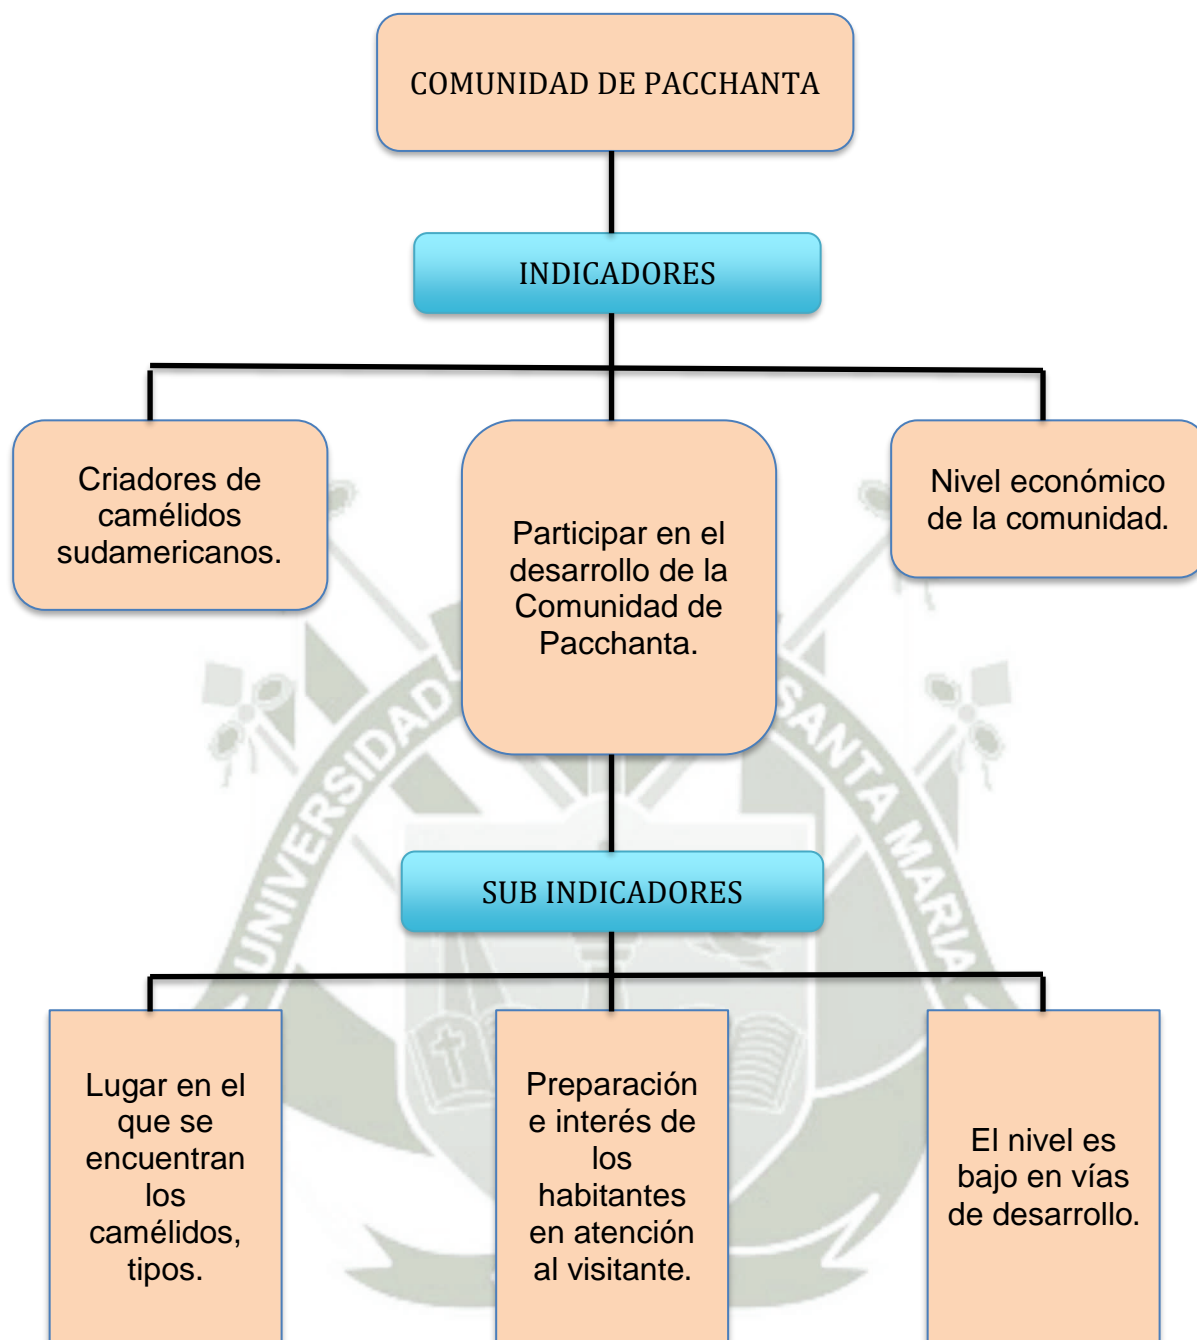 COMUNIDAD DE PACCHANTA
INDICADORES
Criadores de
camélidos
sudamericanos.
Participar en el
desarrollo de la
Comunidad de
Pacchanta.
Nivel económico
de la comunidad.
UNIVERSIDAD
SANTA MARIA
SUB INDICADORES
Lugar en el
que se
encuentran
los
camélidos,
tipos.
Preparación
e interés de
los
habitantes
en atención
al visitante.
El nivel es
bajo en vías
de desarrollo.